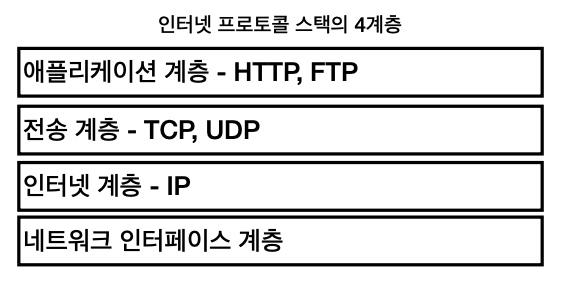 인터넷 프로토콜 스택의 4계층
애플리케이션 계층 - HTTP, FTP
전송 계층 - TCP, UDP
인터넷 계층 - IP
네트워크 인터페이스 계층